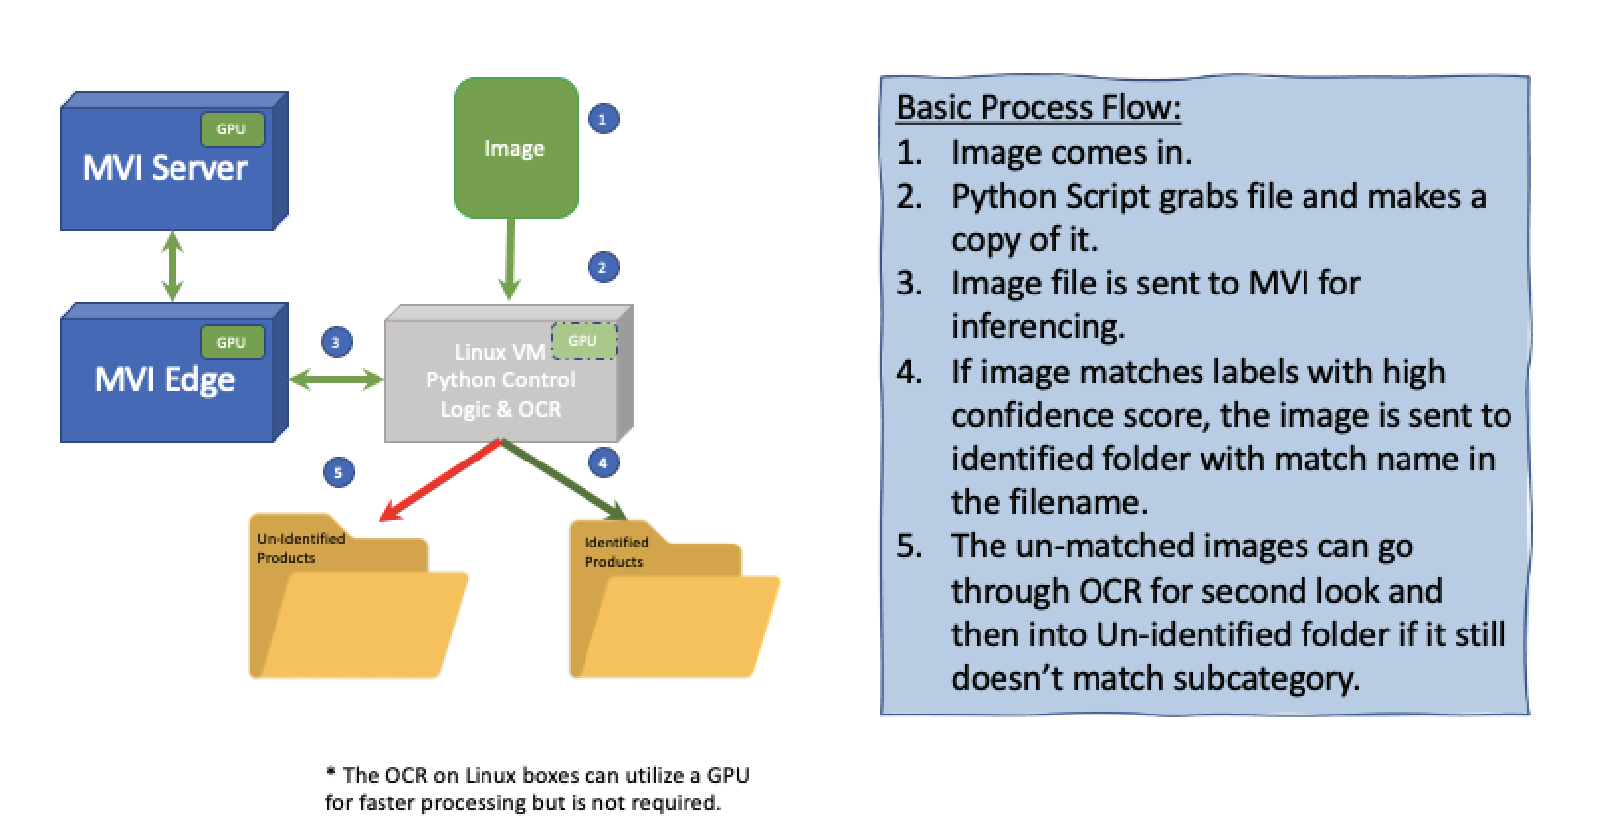 GPU
MVI Server
Image
1
2
GPU
MVI Edge
3
GPU
Linux VM
Python Control
Logic & OCR
5
4
Un-Identified
Products
Identified
Products
* The OCR on Linux boxes can utilize a GPU
for faster processing but is not required.
Basic Process Flow:
1. Image comes in.
2. Python Script grabs file and makes a
copy of it.
3. Image file is sent to MVI for
inferencing.
4. If image matches labels with high
confidence score, the image is sent to
identified folder with match name in
the filename.
5. The un-matched images can go
through OCR for second look and
then into Un-identified folder if it still
doesn’t match subcategory.